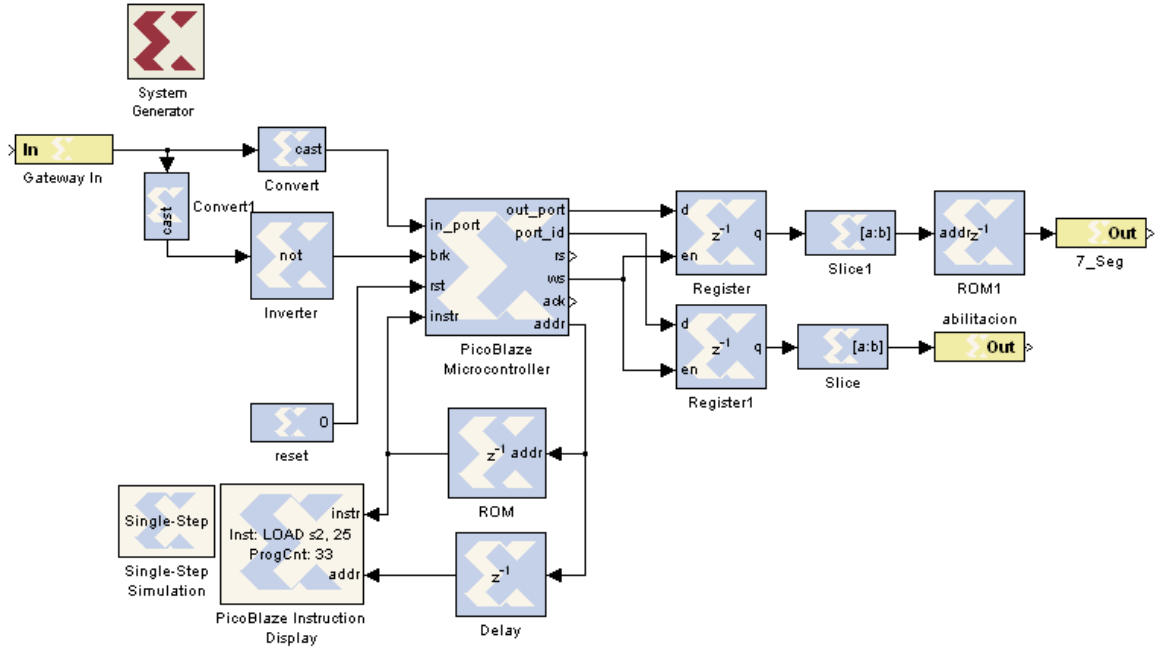 System
Generator
In
Gateway In
cast
Convert
cast
Convert1
not
Inverter
in_port
brk
rst
instr
out_port
port_id
rs
ws
ack
addr
PicoBlaze
Microcontroller
d
en
z-1
q
Register
[a:b]
Slice1
addr
z-1
ROM1
Out
7_Seg
d
en
z-1
q
Register1
[a:b]
Slice
abilitacion
Out
0
reset
z-1 addr
ROM
Single-Step
Single-Step
Simulation
instr
Inst: LOAD s2, 25
ProgCnt: 33
addr
PicoBlaze Instruction
Display
z-1
Delay